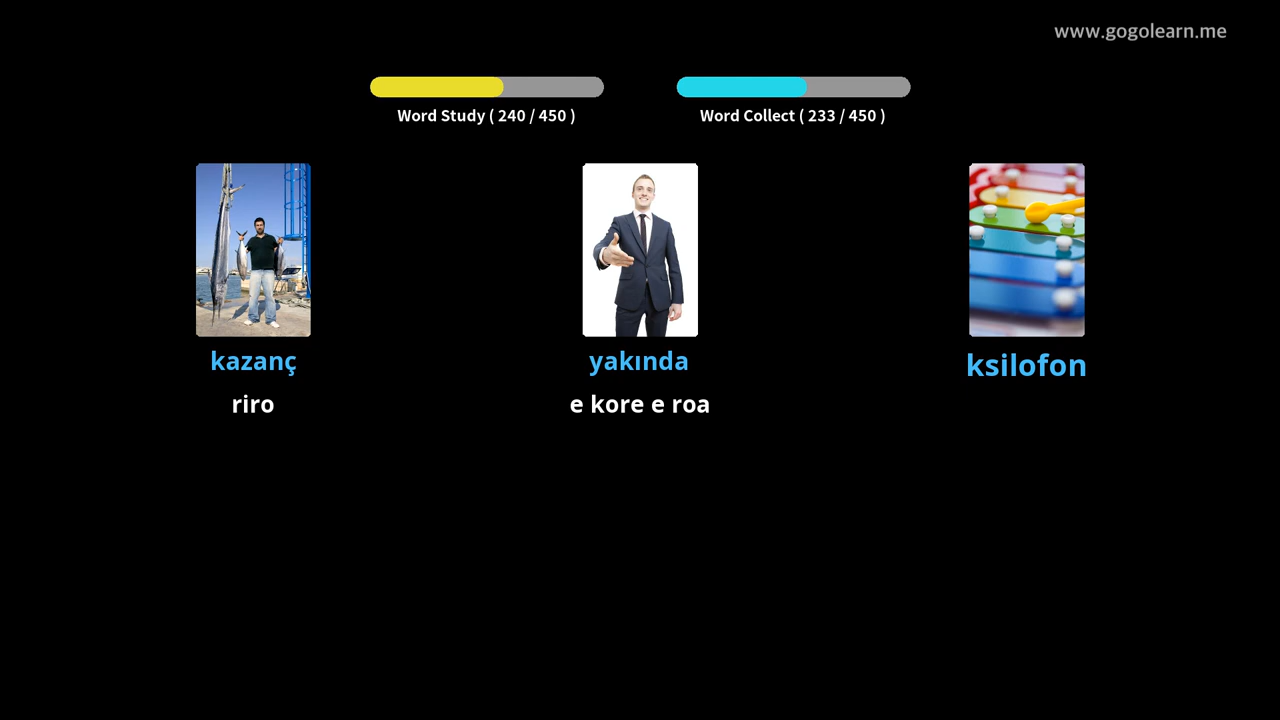 www.gogolearn.me
Word Study ( 240 / 450 )
Word Collect ( 233 / 450 )
kazanç
yakında
ksilofon
riro
e kore e roa